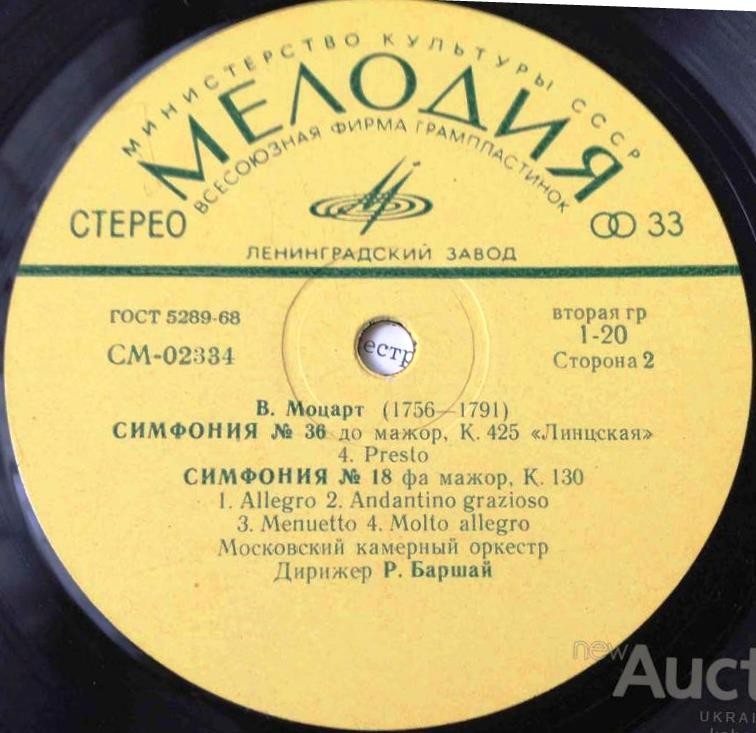 МИНИСТЕРСТВО КУЛЬТУРЫ СССР
МЕЛОДИЯ
ВСЕСОЮЗНАЯ ФИРМА ГРАМПЛАСТИНОК
СТЕРЕО
33
ЛЕНИНГРАДСКИЙ ЗАВОД
ГОСТ 5289-68
вторая гр
1-20
СМ-02334
Сторона 2
естр
В. Моцарт (1756—1791)
СИМФОНИЯ № 36 до мажор, К. 425 «Линцская»
4. Presto
СИМФОНИЯ № 18 фа мажор, К. 130
1. Allegro 2. Andantino grazioso
3. Menuetto 4. Molto allegro
Московский камерный оркестр
Дирижер Р. Баршай
new
Auct
UKRAI